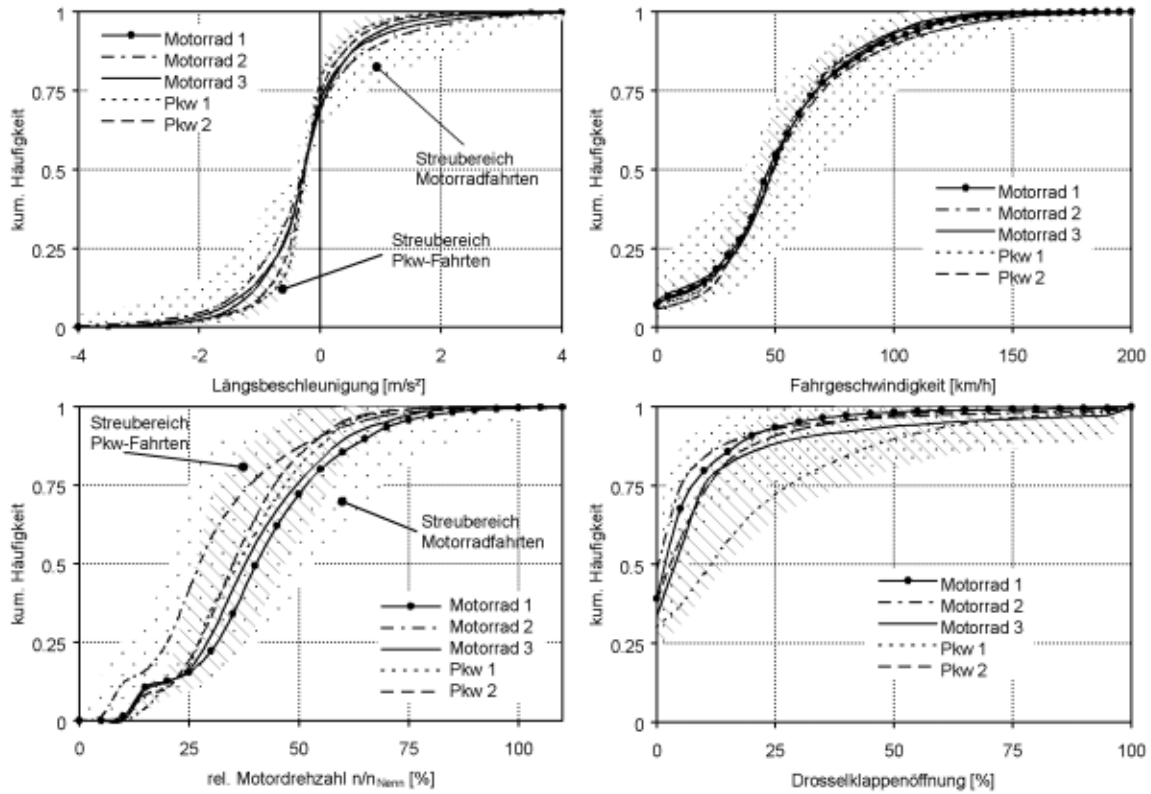 1
0.75
0.5
0.25
0
kum. Häufigkeit
Motorrad 1
Motorrad 2
Motorrad 3
Pkw 1
Pkw 2
Streubereich
Motorradfahrten
Streubereich
Pkw-Fahrten
-4 -2 0 2 4
Längsbeschleunigung [m/s²]
1
0.75
0.5
0.25
0
kum. Häufigkeit
Motorrad 1
Motorrad 2
Motorrad 3
Pkw 1
Pkw 2
0 50 100 150 200
Fahrgeschwindigkeit [km/h]
1
0.75
0.5
0.25
0
kum. Häufigkeit
Streubereich
Pkw-Fahrten
Streubereich
Motorradfahrten
Motorrad 1
Motorrad 2
Motorrad 3
Pkw 1
Pkw 2
0 25 50 75 100
rel. Motordrehzahl n/nNenn [%]
1
0.75
0.5
0.25
0
kum. Häufigkeit
Motorrad 1
Motorrad 2
Motorrad 3
Pkw 1
Pkw 2
0 25 50 75 100
Drosselklappenöffnung [%]